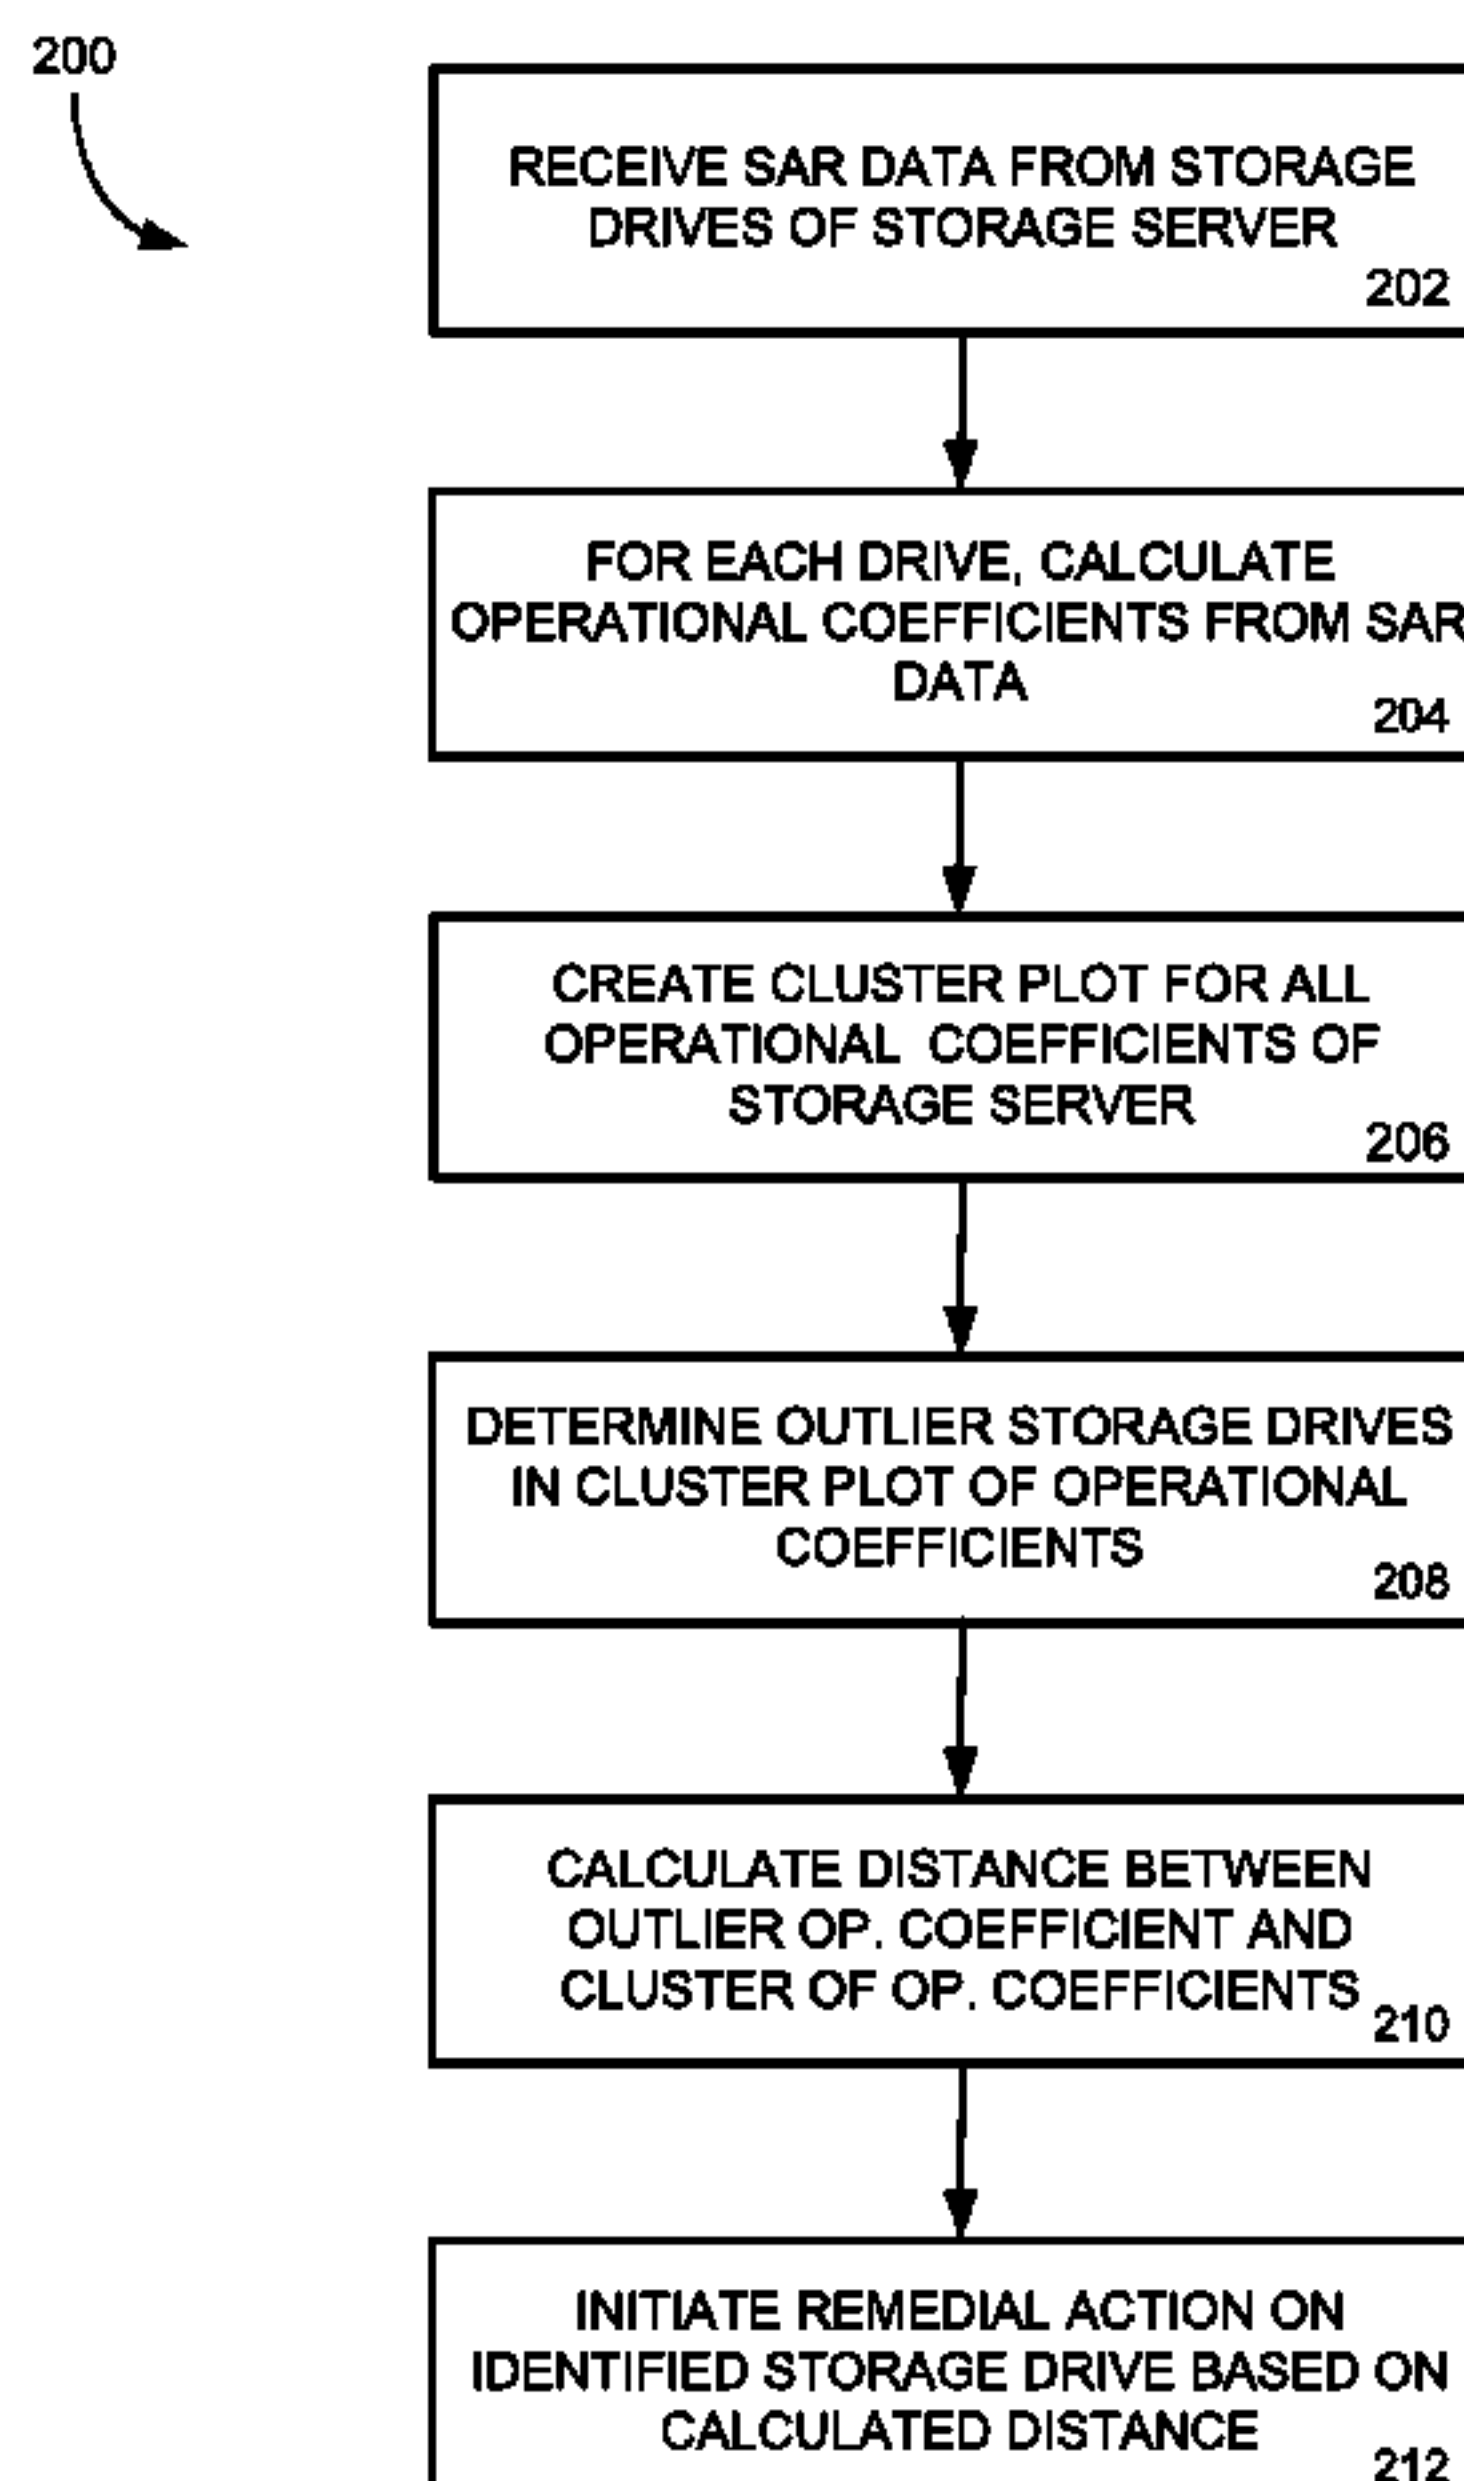 200
RECEIVE SAR DATA FROM STORAGE
DRIVES OF STORAGE SERVER
202
FOR EACH DRIVE, CALCULATE
OPERATIONAL COEFFICIENTS FROM SAR
DATA
204
CREATE CLUSTER PLOT FOR ALL
OPERATIONAL COEFFICIENTS OF
STORAGE SERVER
206
DETERMINE OUTLIER STORAGE DRIVES
IN CLUSTER PLOT OF OPERATIONAL
COEFFICIENTS
208
CALCULATE DISTANCE BETWEEN
OUTLIER OP. COEFFICIENT AND
CLUSTER OF OP. COEFFICIENTS
210
INITIATE REMEDIAL ACTION ON
IDENTIFIED STORAGE DRIVE BASED ON
CALCULATED DISTANCE
212